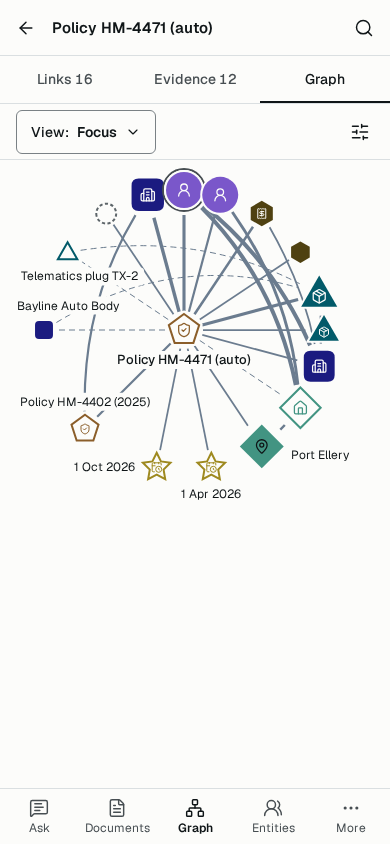 Policy HM-4471 (auto)
Links 16
Evidence 12
Graph
View: Focus
Telematics plug TX-2
Bayline Auto Body
Policy HM-4471 (auto)
Policy HM-4402 (2025)
Port Ellery
1 Oct 2026
1 Apr 2026
Ask
Documents
Graph
Entities
More